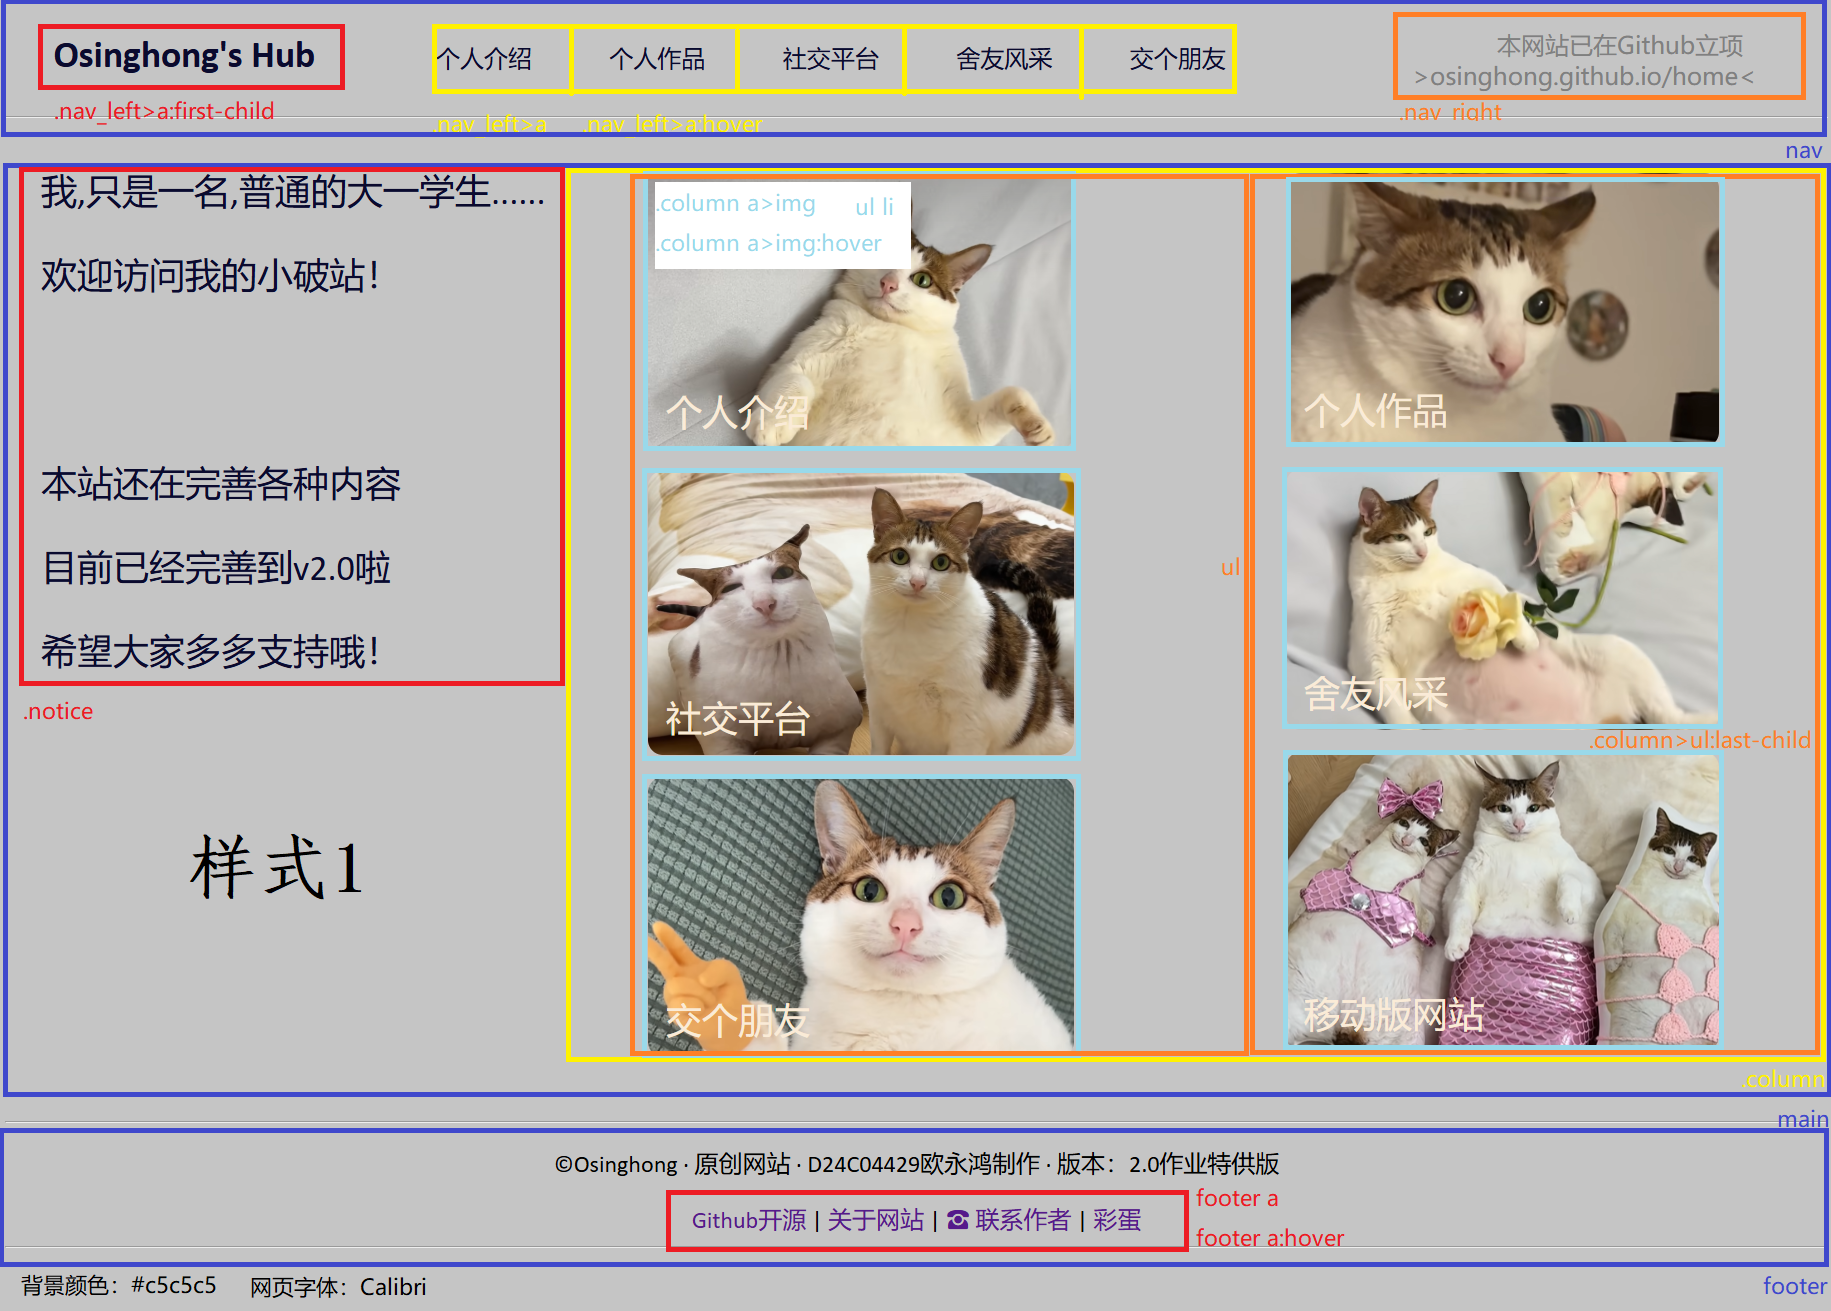 Osinghong's Hub
个人介绍 个人作品 社交平台 舍友风采 交个朋友
本网站已在Github立项
>osinghong.github.io/home<
.nav_left>a:first-child
.nav_left>a .nav_left>a:hover
.nav_right
nav
我,只是一名,普通的大一学生......
欢迎访问我的小破站!
本站还在完善各种内容
目前已经完善到v2.0啦
希望大家多多支持哦!
.notice
样式1
.column a>img ul li
.column a>img:hover
个人介绍
个人作品
ul
社交平台
舍友风采
.column>ul:last-child
交个朋友
移动版网站
.column
main
©Osinghong · 原创网站 · D24C04429欧永鸿制作 · 版本：2.0作业特供版
Github开源 | 关于网站 | ☎ 联系作者 | 彩蛋
footer a
footer a:hover
背景颜色：#c5c5c5 网页字体：Calibri
footer